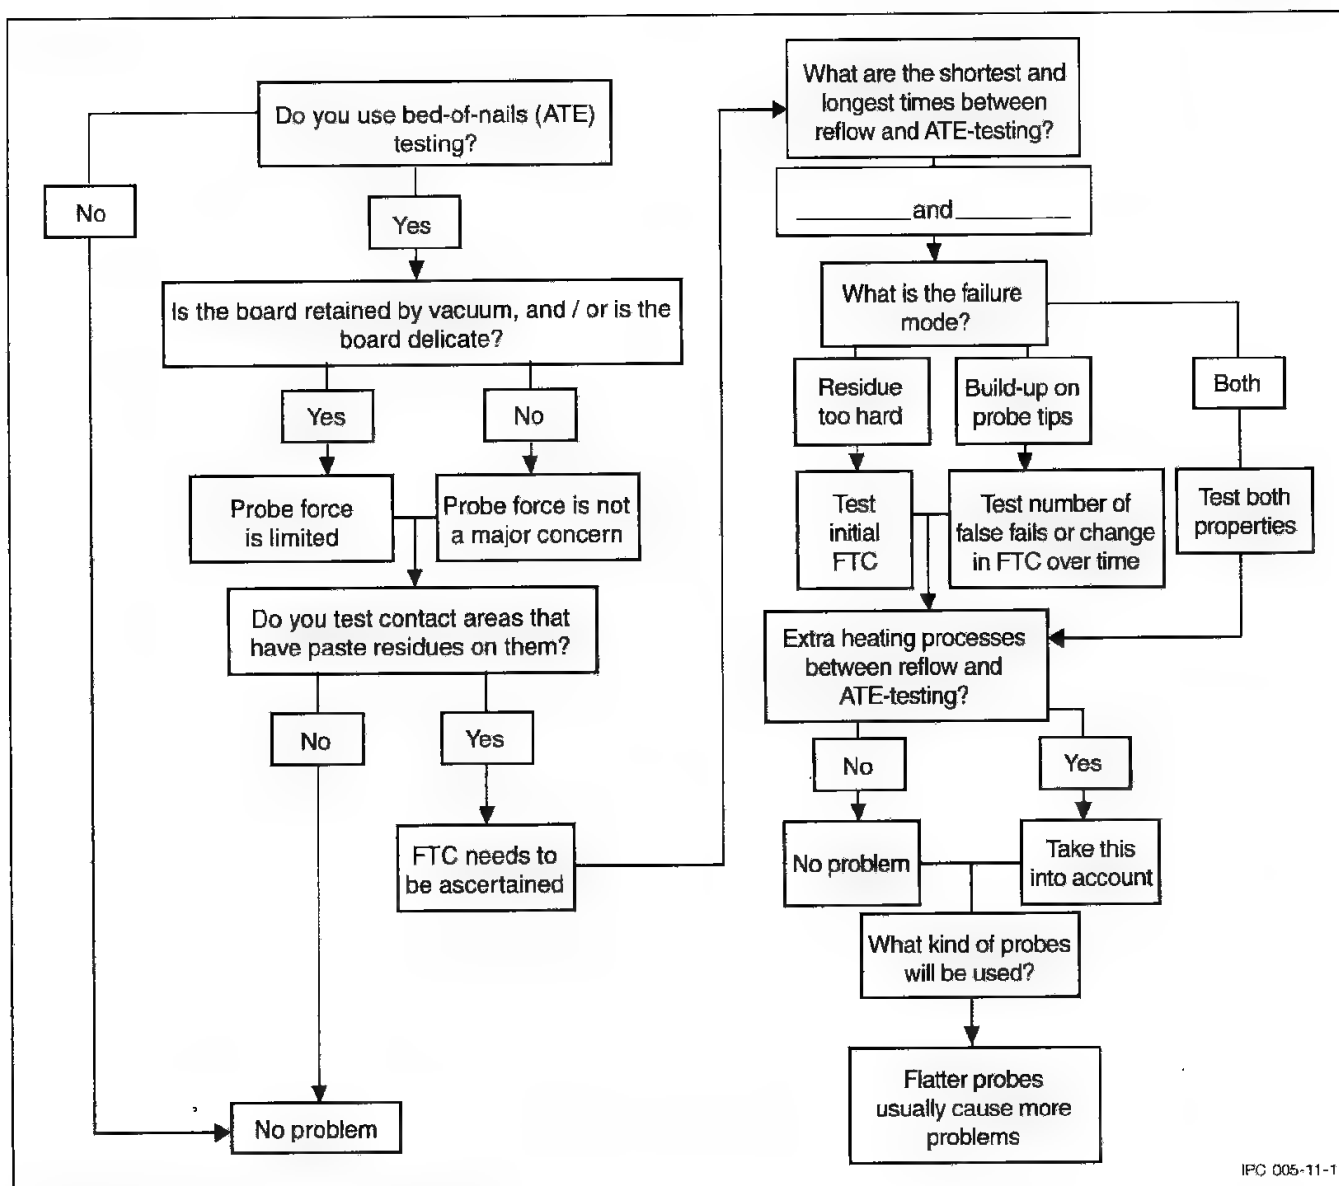 Do you use bed-of-nails (ATE)
testing?
No
Yes
Is the board retained by vacuum, and / or is the
board delicate?
Yes
No
Probe force
is limited
Probe force is not
a major concern
Do you test contact areas that
have paste residues on them?
No
Yes
FTC needs to
be ascertained
No problem
What are the shortest and
longest times between
reflow and ATE-testing?
__________and__________
What is the failure
mode?
Residue
too hard
Build-up on
probe tips
Both
Test
initial
FTC
Test number of
false fails or change
in FTC over time
Test both
properties
Extra heating processes
between reflow and
ATE-testing?
No
Yes
No problem
Take this
into account
What kind of probes
will be used?
Flatter probes
usually cause more
problems
IPC 005-11-1